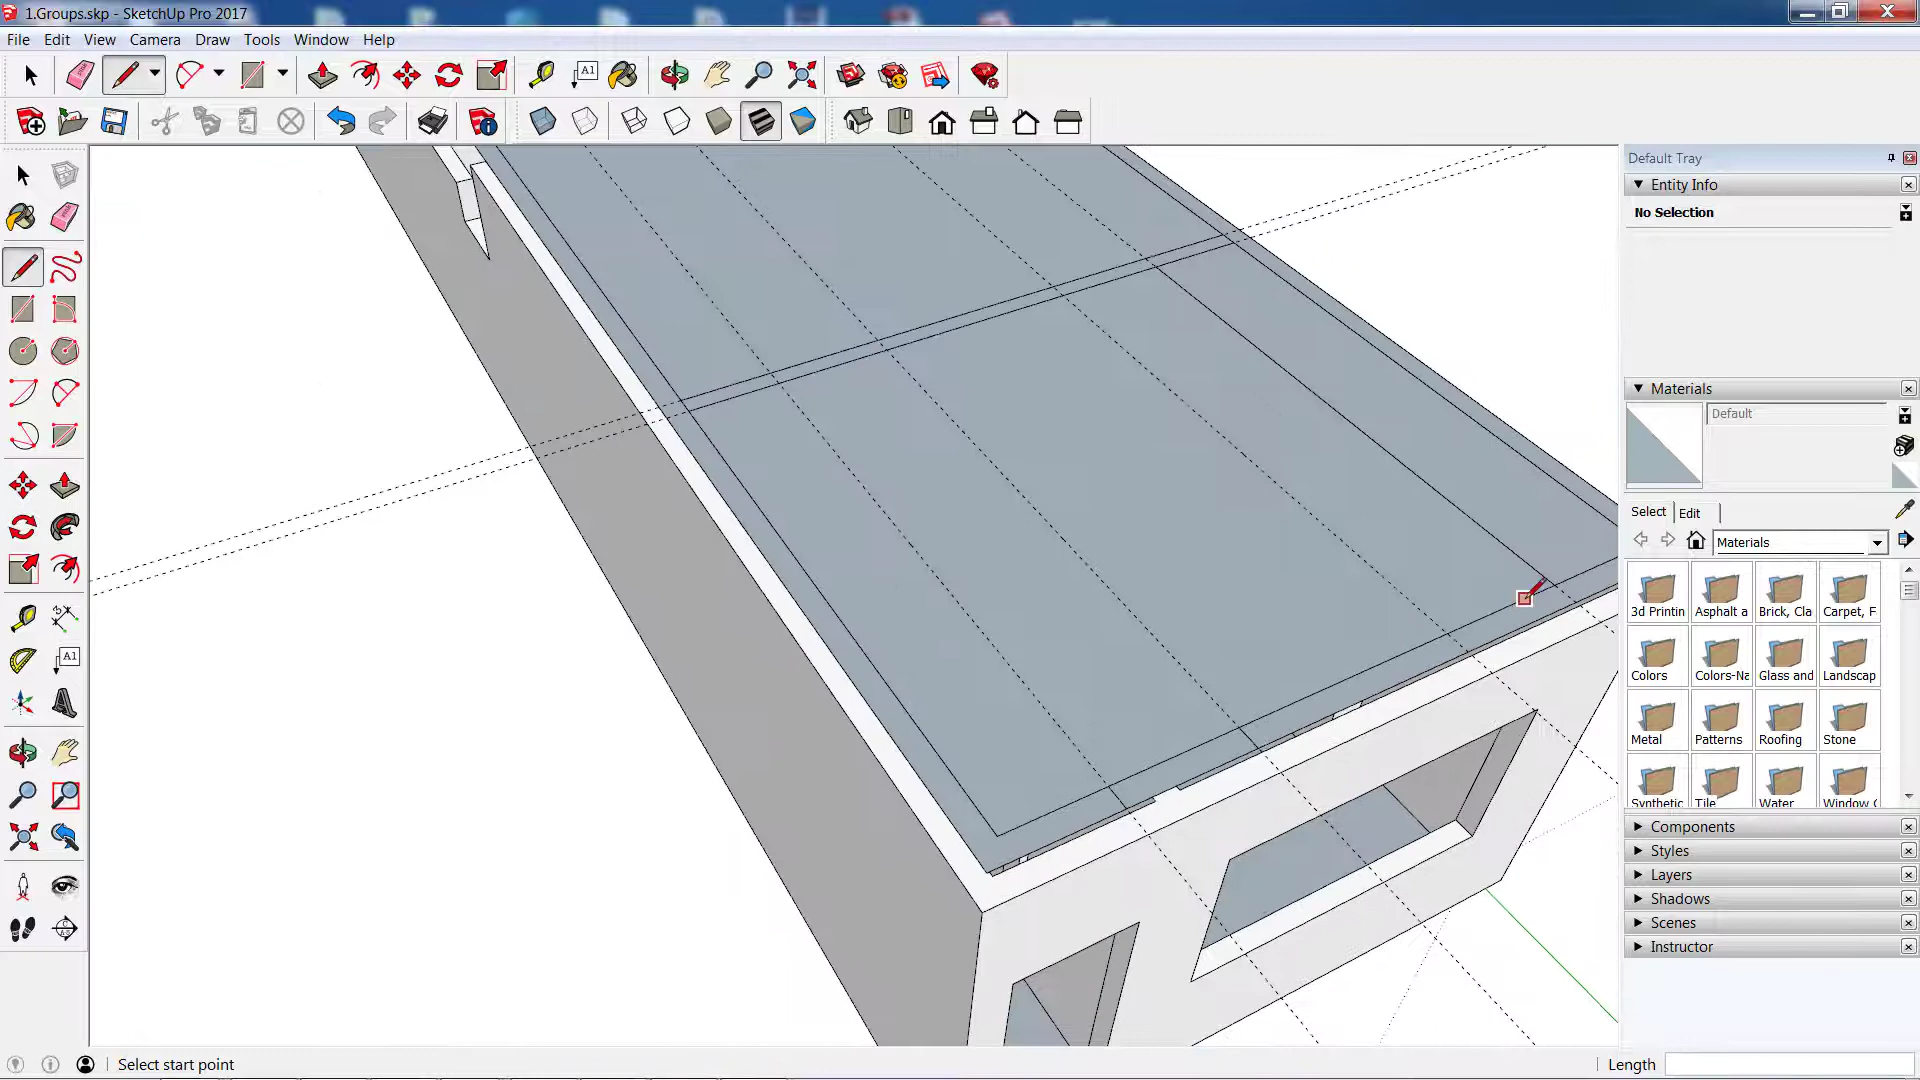 1.Groups.skp - SketchUp Pro 2017
File Edit View Camera Draw Tools Window Help
A1
Default Tray
Entity Info
No Selection
Materials
Default
Select Edit
Materials
3d Printin Asphalt a Brick, Cla Carpet, F
Colors Colors-Na Glass and Landscap
Metal Patterns Roofing Stone
Synthetic Tile Water Window (
Components
Styles
Layers
Shadows
Scenes
Instructor
A1
Select start point
Length